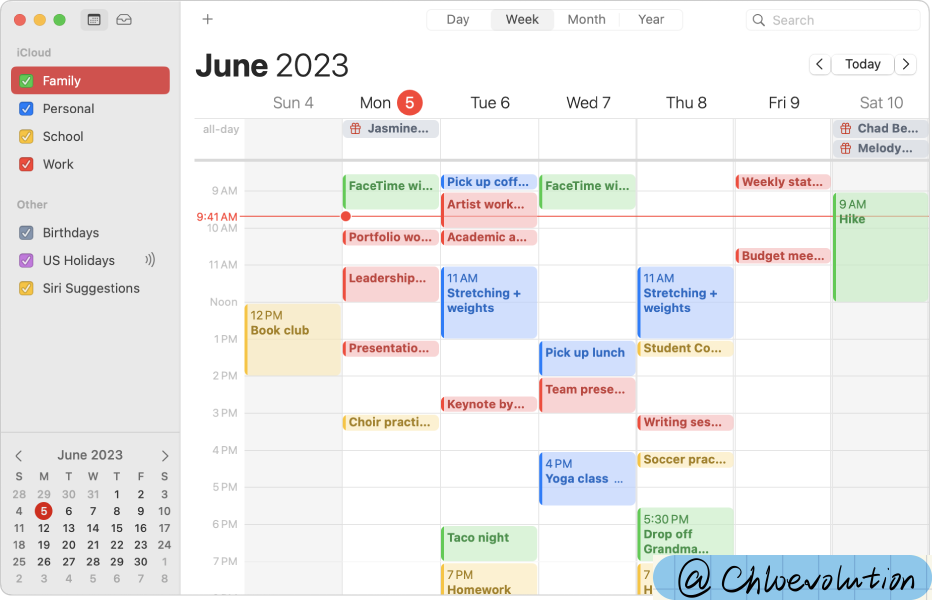 Day
Week
Month
Year
Search
iCloud
Family
Personal
School
Work
Other
Birthdays
US Holidays
Siri Suggestions
June 2023
Today
Sun 4
Mon 5
Tue 6
Wed 7
Thu 8
Fri 9
Sat 10
all-day
Jasmine...
Chad Be...
Melody...
9 AM
9:41 AM
10 AM
11 AM
Noon
1 PM
2 PM
3 PM
4 PM
5 PM
6 PM
7 PM
12 PM
Book club
FaceTime wi...
Portfolio wo...
Leadership...
Presentatio...
Choir practi...
Pick up coff...
Artist work...
Academic a...
11 AM
Stretching +
weights
Keynote by...
Taco night
7 PM
Homework
FaceTime wi...
Pick up lunch
Team prese...
4 PM
Yoga class ...
11 AM
Stretching +
weights
Student Co...
Writing ses...
Soccer prac...
5:30 PM
Drop off
Grandma...
7
H
Weekly stat...
Budget mee...
9 AM
Hike
June 2023
S M T W T F S
28 29 30 31 1 2 3
4 5 6 7 8 9 10
11 12 13 14 15 16 17
18 19 20 21 22 23 24
25 26 27 28 29 30 1
2 3 4 5 6 7 8
@ Chloevolution